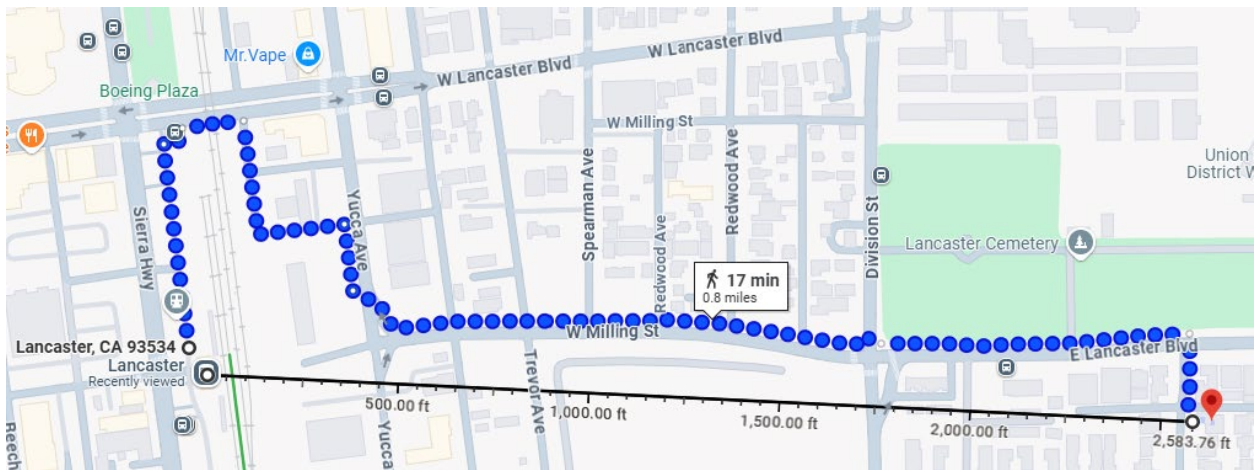 W Lancaster Blvd
Mr.Vape
W Lancaster Blvd
Boeing Plaza
W Milling St
Redwood Ave
Union
District W
Spearman Ave
Yucca Ave
Sierra Hwy
Division St
Redwood Ave
Lancaster Cemetery
17 min
0.8 miles
W Milling St
Lancaster, CA 93534
E Lancaster Blvd
Lancaster
Recently viewed
Trevor Ave
500.00 ft
1,000.00 ft
1,500.00 ft
2,000.00 ft
2,583.76 ft
Yucca
Beech